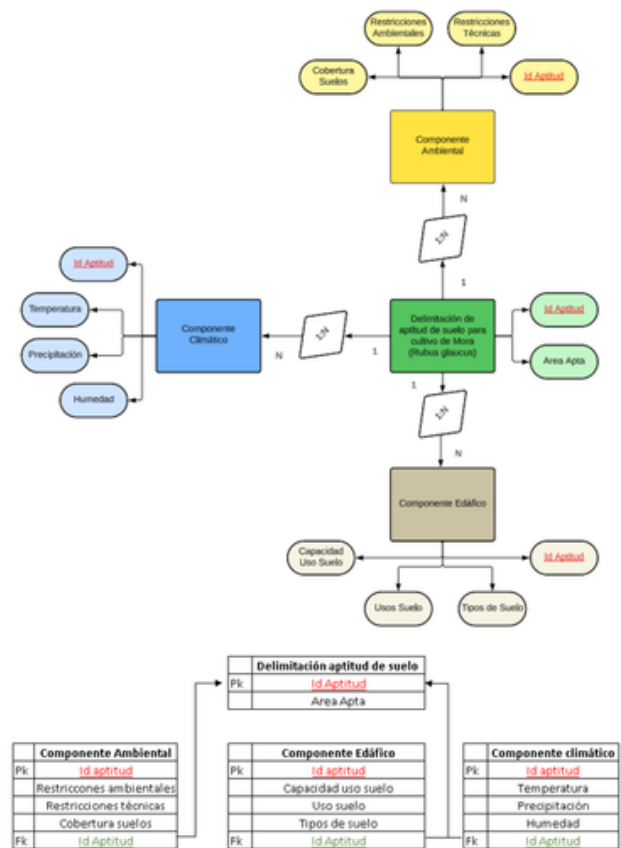 Restricciones
Ambientales
Restricciones
Técnicas
Cobertura
Suelos
Id Aptitud
Componente
Ambiental
N
1:N
1
Id Aptitud
Temperatura
Precipitación
Humedad
Componente
Climático
N
1:N
1
Delimitación de
aptitud de suelo para
cultivo de Mora
(Rubus glaucus)
Id Aptitud
Area Apta
1
1:N
N
Componente Edáfico
Capacidad
Uso Suelo
Id Aptitud
Usos Suelo
Tipos de Suelo
Delimitación aptitud de suelo
Pk Id Aptitud
Area Apta
Componente Ambiental
Pk Id aptitud
Restriccones ambientales
Restricciones técnicas
Cobertura suelos
Fk Id Aptitud
Componente Edáfico
Pk Id aptitud
Capacidad uso suelo
Uso suelo
Tipos de suelo
Fk Id Aptitud
Componente climático
Pk Id aptitud
Temperatura
Precipitación
Humedad
Fk Id Aptitud